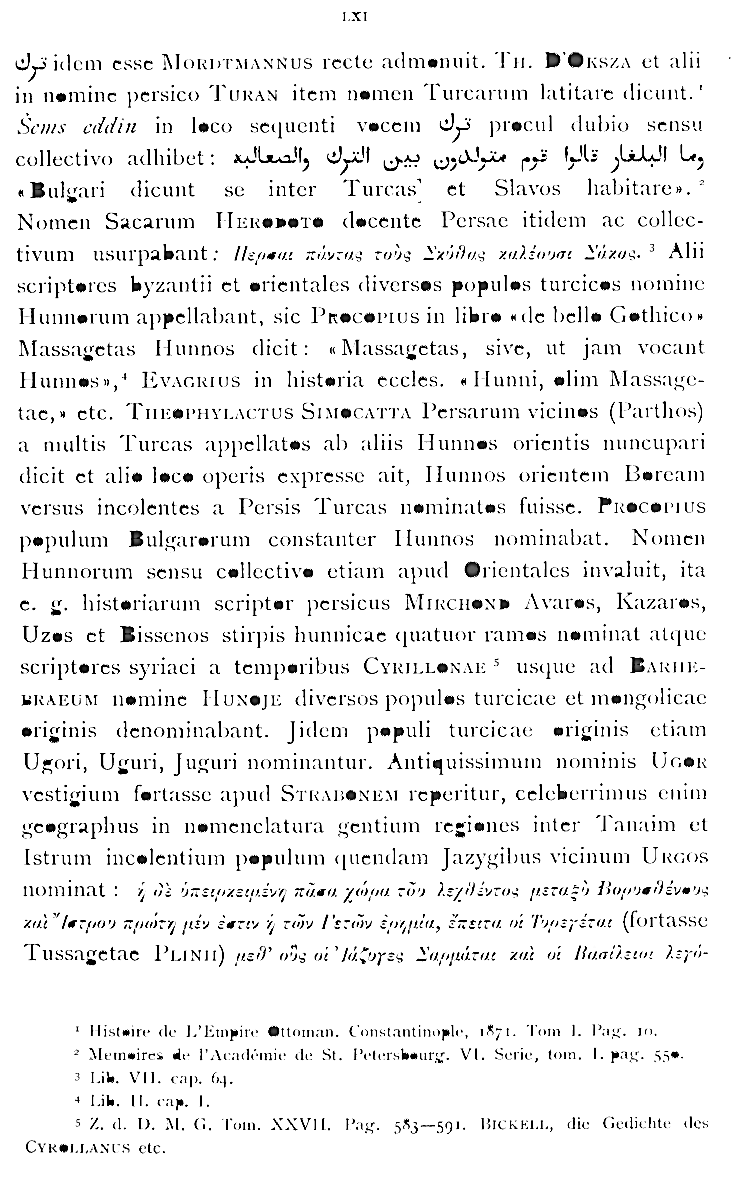 LXI
ترك idem esse MORDTMANNUS recte admonuit. TH. D'OKSZA et alii
in nomine persico TURAN item nomen Turcarum latitare dicunt. ¹
Šems eddin in loco sequenti vocem ترك procul dubio sensu
collectivo adhibet: وما البلغار قالوا قوم متولدون بين الترك والصعالبه
«Bulgari dicunt se inter Turcas et Slavos habitare». ²
Nomen Sacarum HERODOTO docente Persae itidem ac collec-
tivum usurpabant: Περσαι πάντας τοὺς Σκύθας καλέουσι Σάκας. ³ Alii
scriptores byzantii et orientales diversos populos turcicos nomine
Hunnorum appellabant, sic PROCOPIUS in libro «de bello Gothico»
Massagetas Hunnos dicit: «Massagetas, sive, ut jam vocant
Hunnos»,⁴ EVAGRIUS in historia eccles. «Hunni, olim Massage-
tae,» etc. THEOPHYLACTUS SIMOCATTA Persarum vicinos (Parthos)
a multis Turcas appellatos ab aliis Hunnos orientis nuncupari
dicit et alio loco operis expresse ait, Hunnos orientem Boream
versus incolentes a Persis Turcas nominatos fuisse. PROCOPIUS
populum Bulgarorum constanter Hunnos nominabat. Nomen
Hunnorum sensu collectivo etiam apud Orientales invaluit, ita
e. g. historiarum scriptor persicus MIRCHOND Avaros, Kazaros,
Uzos et Bissenos stirpis hunnicae quatuor ramos nominat atque
scriptores syriaci a temporibus CYRILLONAE ⁵ usque ad BARHE-
BRAEUM nomine HUNOJE diversos populos turcicae et mongolicae
originis denominabant. Jidem populi turcicae originis etiam
Ugori, Uguri, Juguri nominantur. Antiquissimum nominis UGOR
vestigium fortasse apud STRABONEM reperitur, celeberrimus enim
geographus in nomenclatura gentium regiones inter Tanaim et
Istrum incolentium populum quendam Jazygibus vicinum URGOS
nominat : ἡ δὲ ὑπερκειμένη πᾶσα χώρα τοῦ λεχθέντος μεταξὺ Βορυσθένους
καὶ Ἴστρου πρώτη μέν ἐστιν ἡ τῶν Γετῶν ἐρημία, ἔπειτα οἱ Τυρεγέται (fortasse
Tussagetae PLINII) μεθ' οὓς οἱ Ἰάζυγες Σαρμάται καὶ οἱ Βασίλειοι λεγό-
¹ Histoire de L'Empire Ottoman. Constantinople, 1871. Tom I. Pag. 10.
² Memoires de l'Académie de St. Petersbourg. VI. Serie, tom. I. pag. 550.
³ Lib. VII. cap. 64.
⁴ Lib. II. cap. I.
⁵ Z. d. D. M. G. Tom. XXVII. Pag. 583—591. BICKELL, die Gedichte des
CYROLLANUS etc.